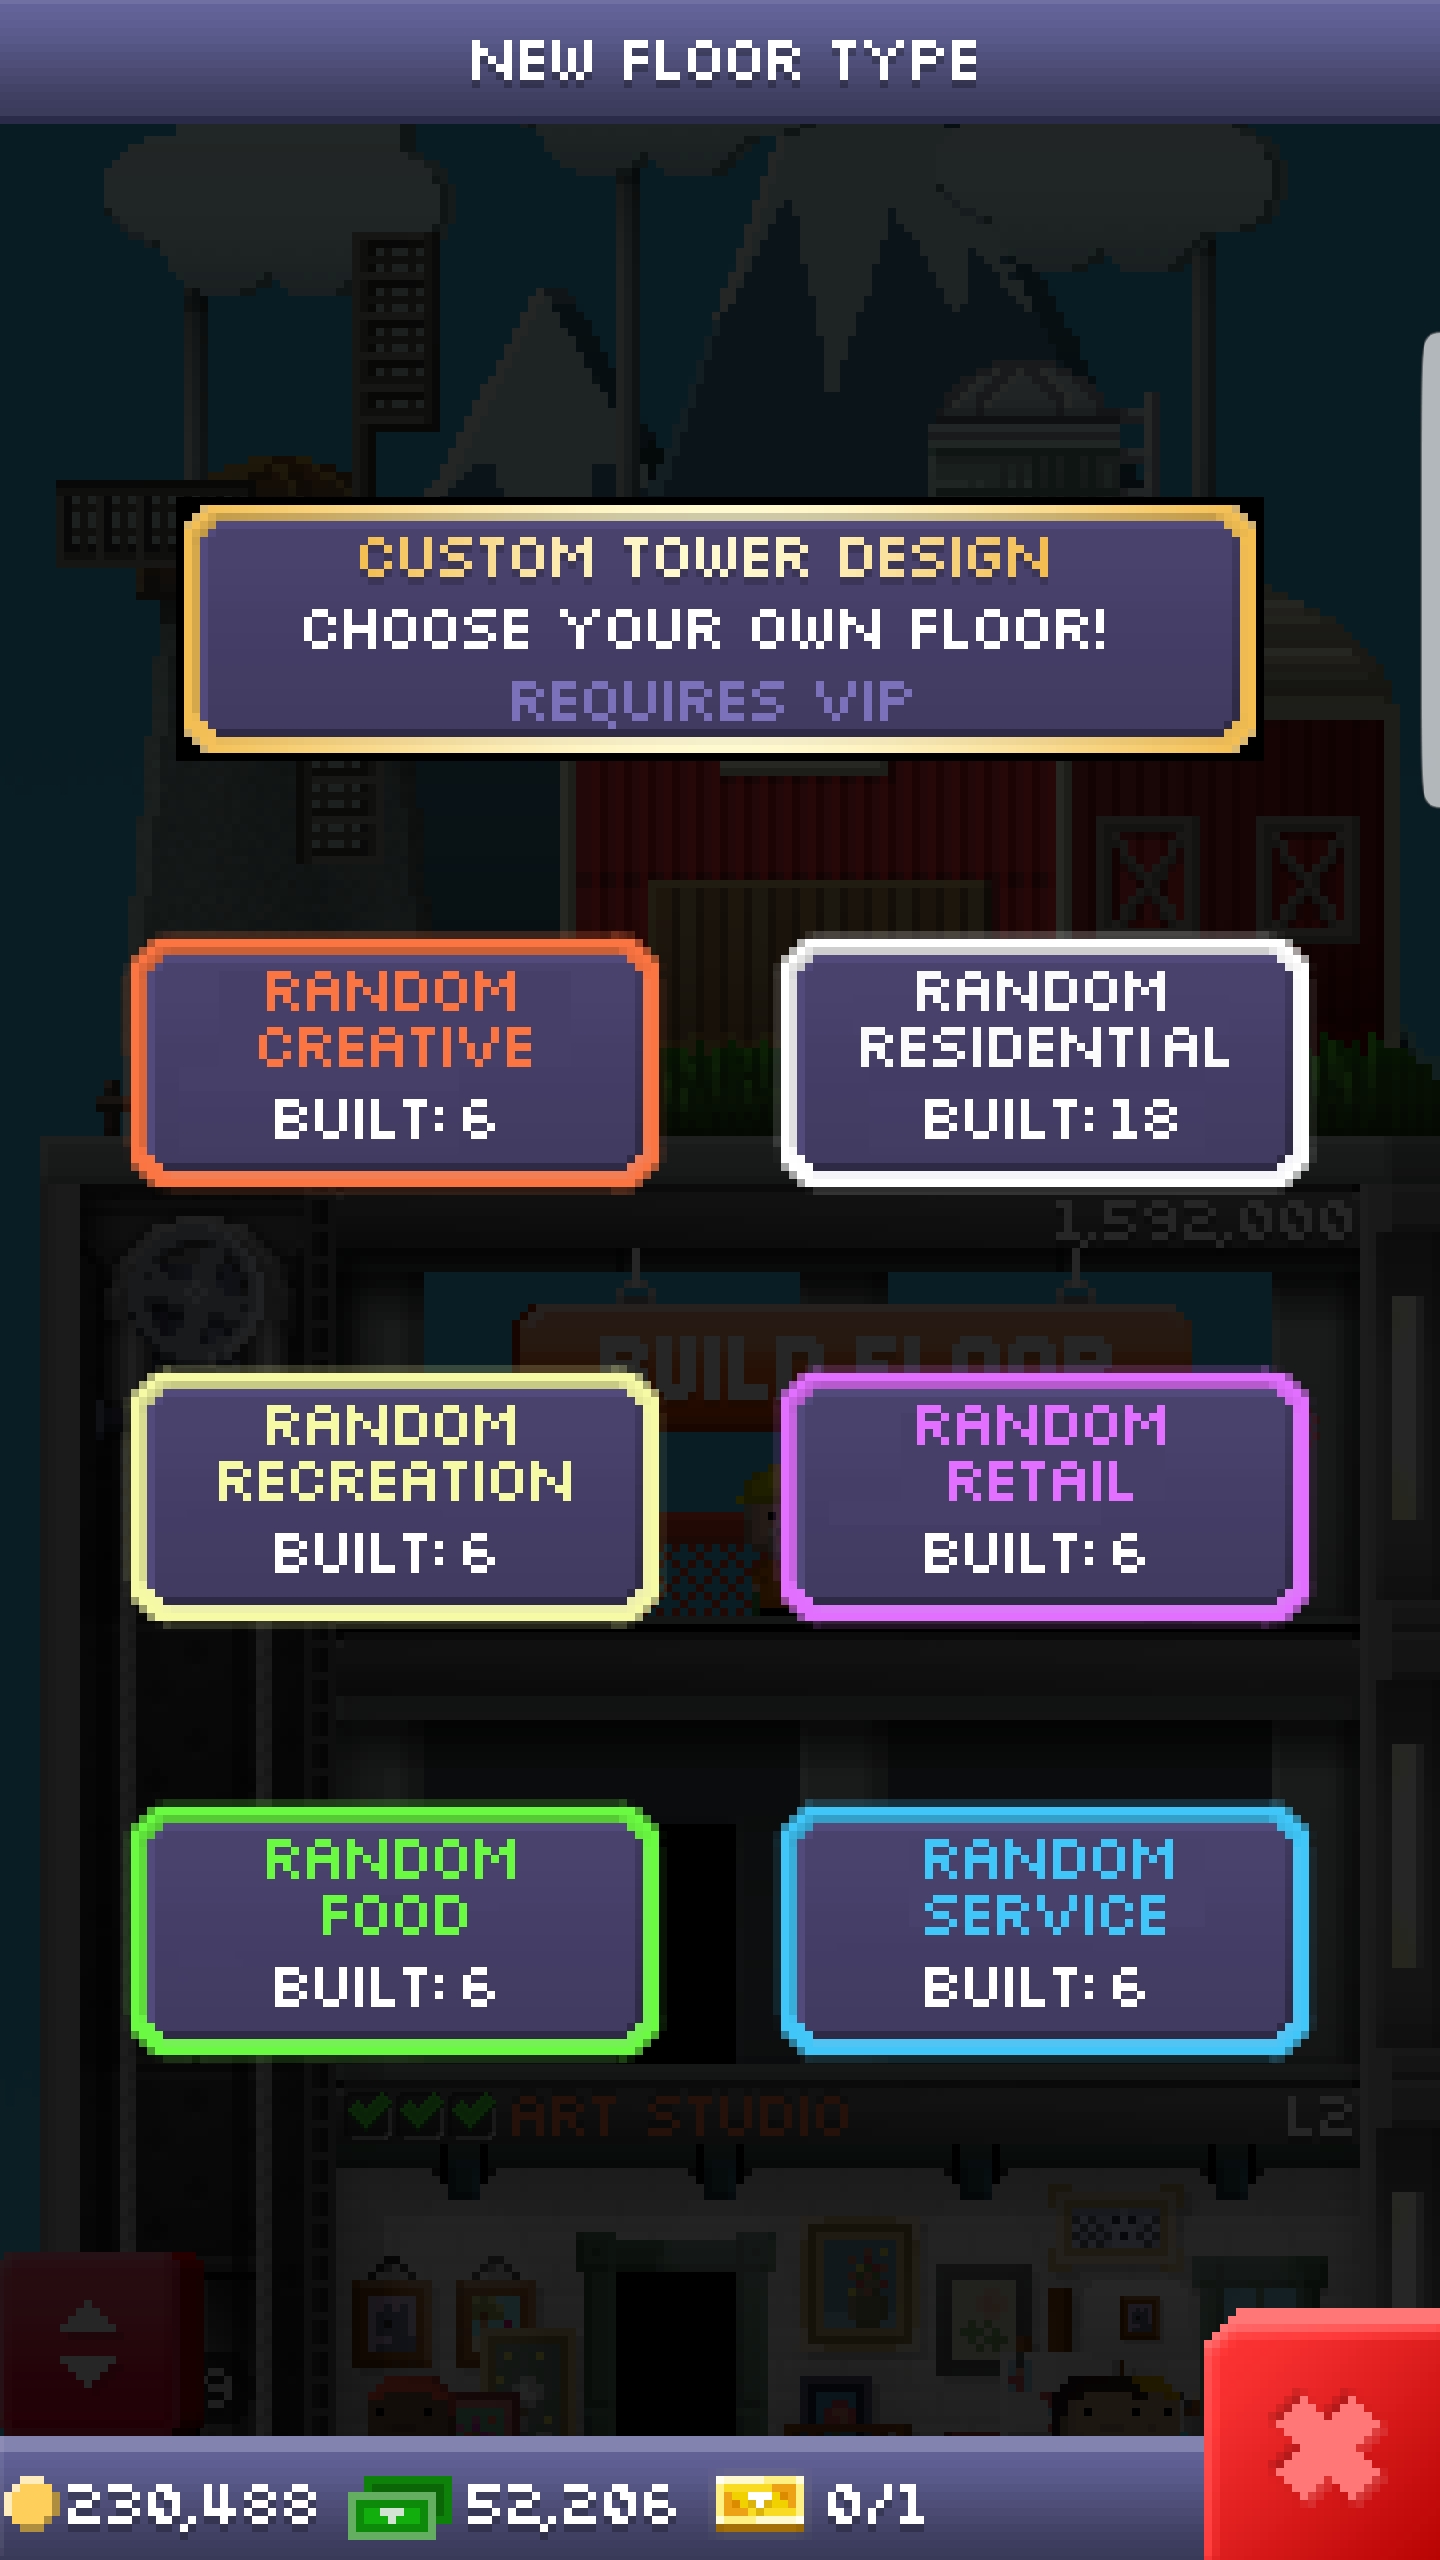 NEW FLOOR TYPE
CUSTOM TOWER DESIGN
CHOOSE YOUR OWN FLOOR!
REQUIRES VIP
RANDOM
CREATIVE
BUILT: 6
RANDOM
RESIDENTIAL
BUILT: 18
1,592,000
BUILD FLOOR
RANDOM
RECREATION
BUILT: 6
RANDOM
RETAIL
BUILT: 6
RANDOM
FOOD
BUILT: 6
RANDOM
SERVICE
BUILT: 6
ART STUDIO
L2
230,488
52,206
0/1